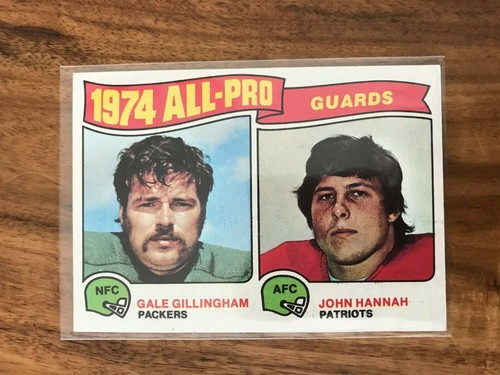 1974 ALL-PRO
GUARDS
NFC
GALE GILLINGHAM
PACKERS
AFC
JOHN HANNAH
PATRIOTS